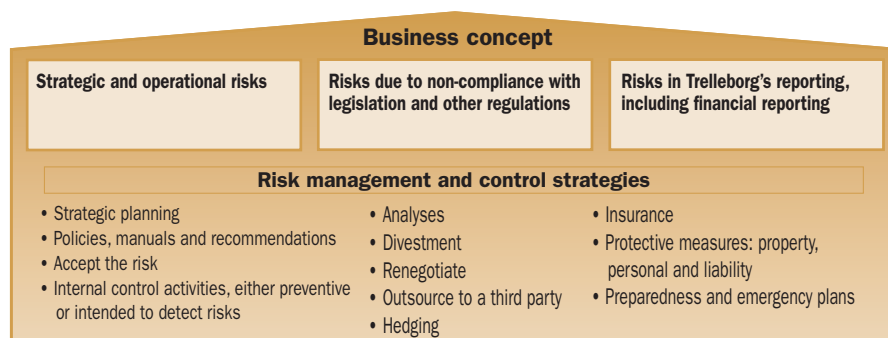 Business concept
Strategic and operational risks
Risks due to non-compliance with
legislation and other regulations
Risks in Trelleborg's reporting,
including financial reporting
Risk management and control strategies
• Strategic planning
• Policies, manuals and recommendations
• Accept the risk
• Internal control activities, either preventive
or intended to detect risks
• Analyses
• Divestment
• Renegotiate
• Outsource to a third party
• Hedging
• Insurance
• Protective measures: property,
personal and liability
• Preparedness and emergency plans